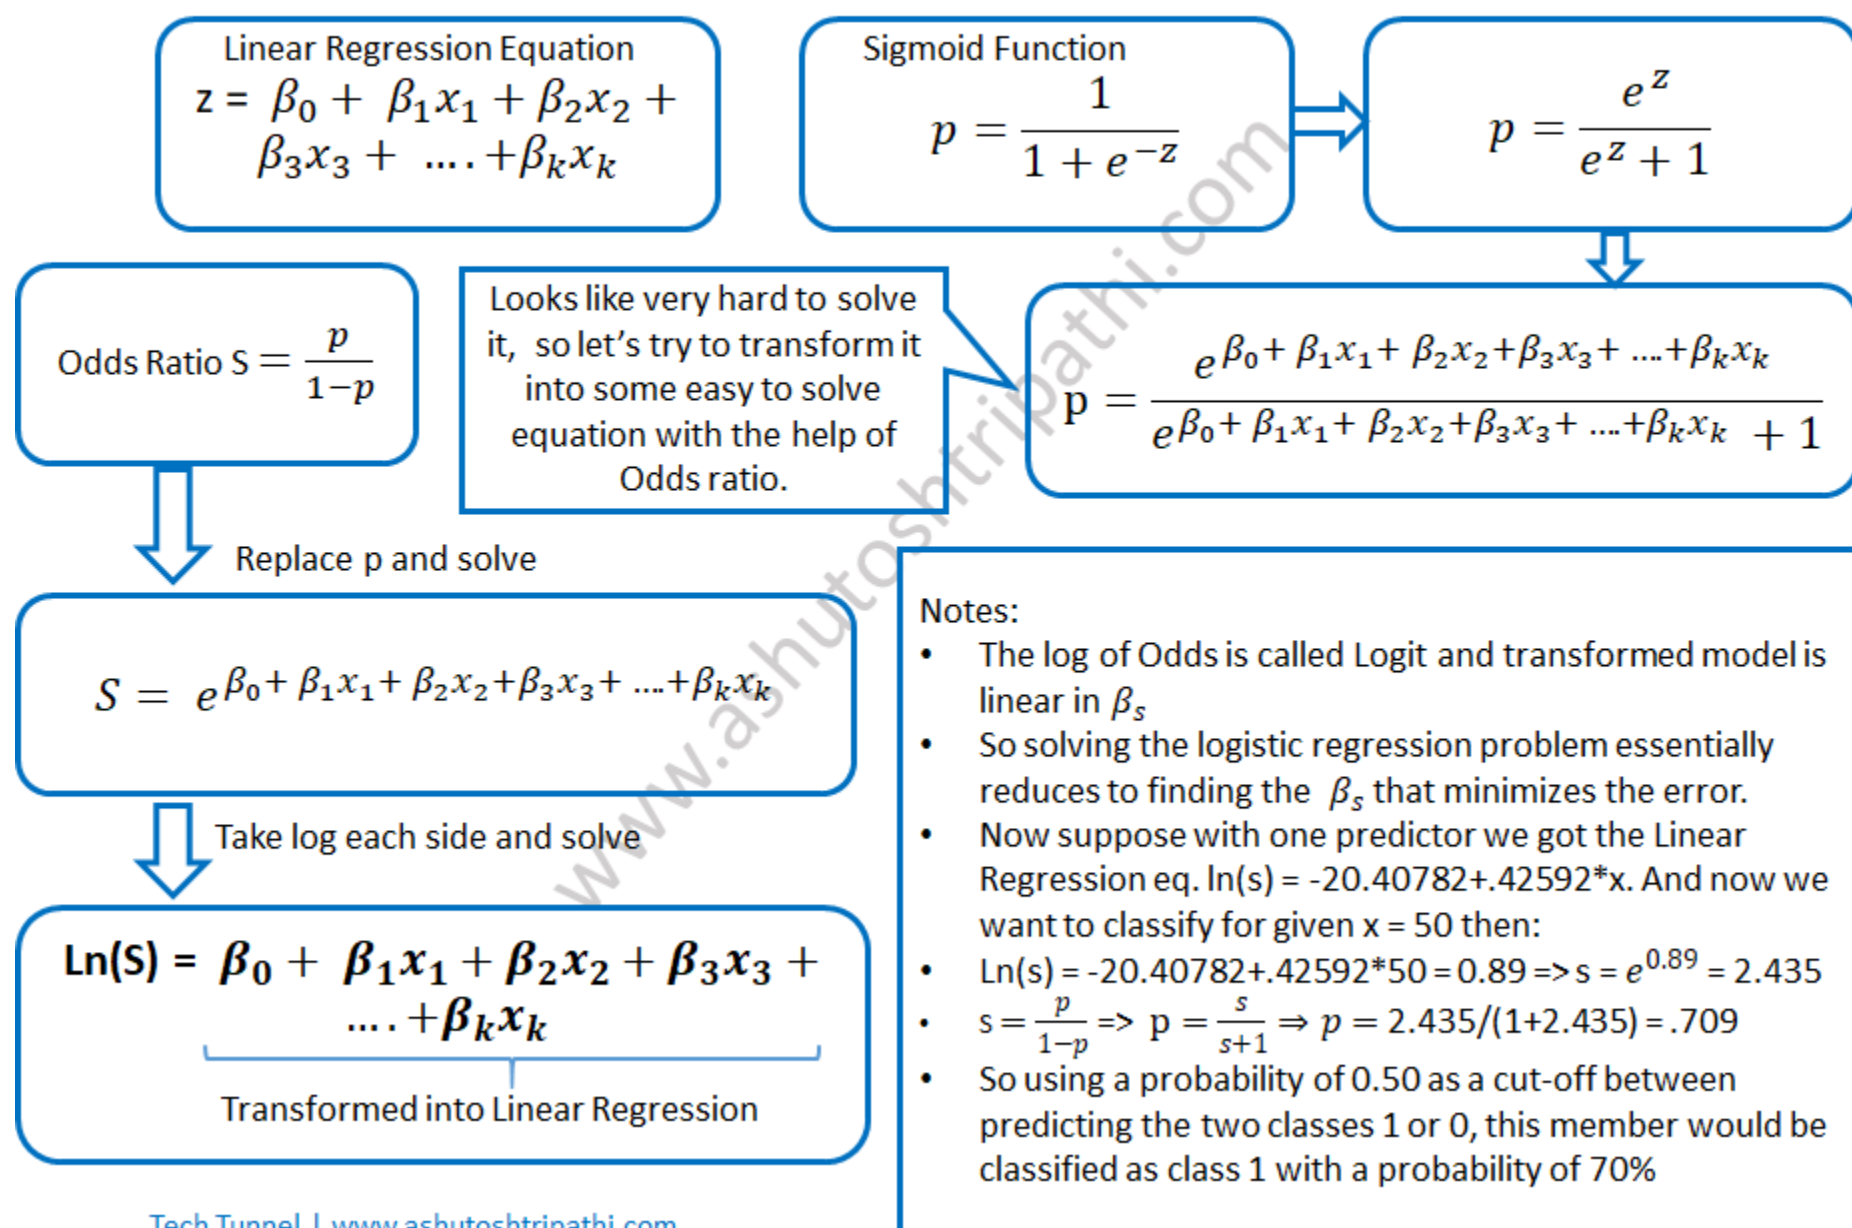 Linear Regression Equation
z = β₀ + β₁x₁ + β₂x₂ +
β₃x₃ + .... +βₖxₖ
Sigmoid Function
p = 1 / (1 + e^(−z))
p = e^z / (e^z + 1)
Odds Ratio S = p / (1−p)
Looks like very hard to solve
it, so let's try to transform it
into some easy to solve
equation with the help of
Odds ratio.
p = e^(β₀+ β₁x₁+ β₂x₂+β₃x₃+ ....+βₖxₖ) / (e^(β₀+ β₁x₁+ β₂x₂+β₃x₃+ ....+βₖxₖ) + 1)
Replace p and solve
S = e^(β₀+ β₁x₁+ β₂x₂+β₃x₃+ ....+βₖxₖ)
Take log each side and solve
Ln(S) = β₀ + β₁x₁ + β₂x₂ + β₃x₃ +
.... +βₖxₖ
Transformed into Linear Regression
Notes:
• The log of Odds is called Logit and transformed model is
linear in βₛ
• So solving the logistic regression problem essentially
reduces to finding the βₛ that minimizes the error.
• Now suppose with one predictor we got the Linear
Regression eq. ln(s) = -20.40782+.42592*x. And now we
want to classify for given x = 50 then:
• Ln(s) = -20.40782+.42592*50 = 0.89 => s = e^0.89 = 2.435
• s = p/(1−p) => p = s/(s+1) ⇒ p = 2.435/(1+2.435) = .709
• So using a probability of 0.50 as a cut-off between
predicting the two classes 1 or 0, this member would be
classified as class 1 with a probability of 70%
www.ashutoshtripathi.com
Tech Tunnel | www.ashutoshtripathi.com